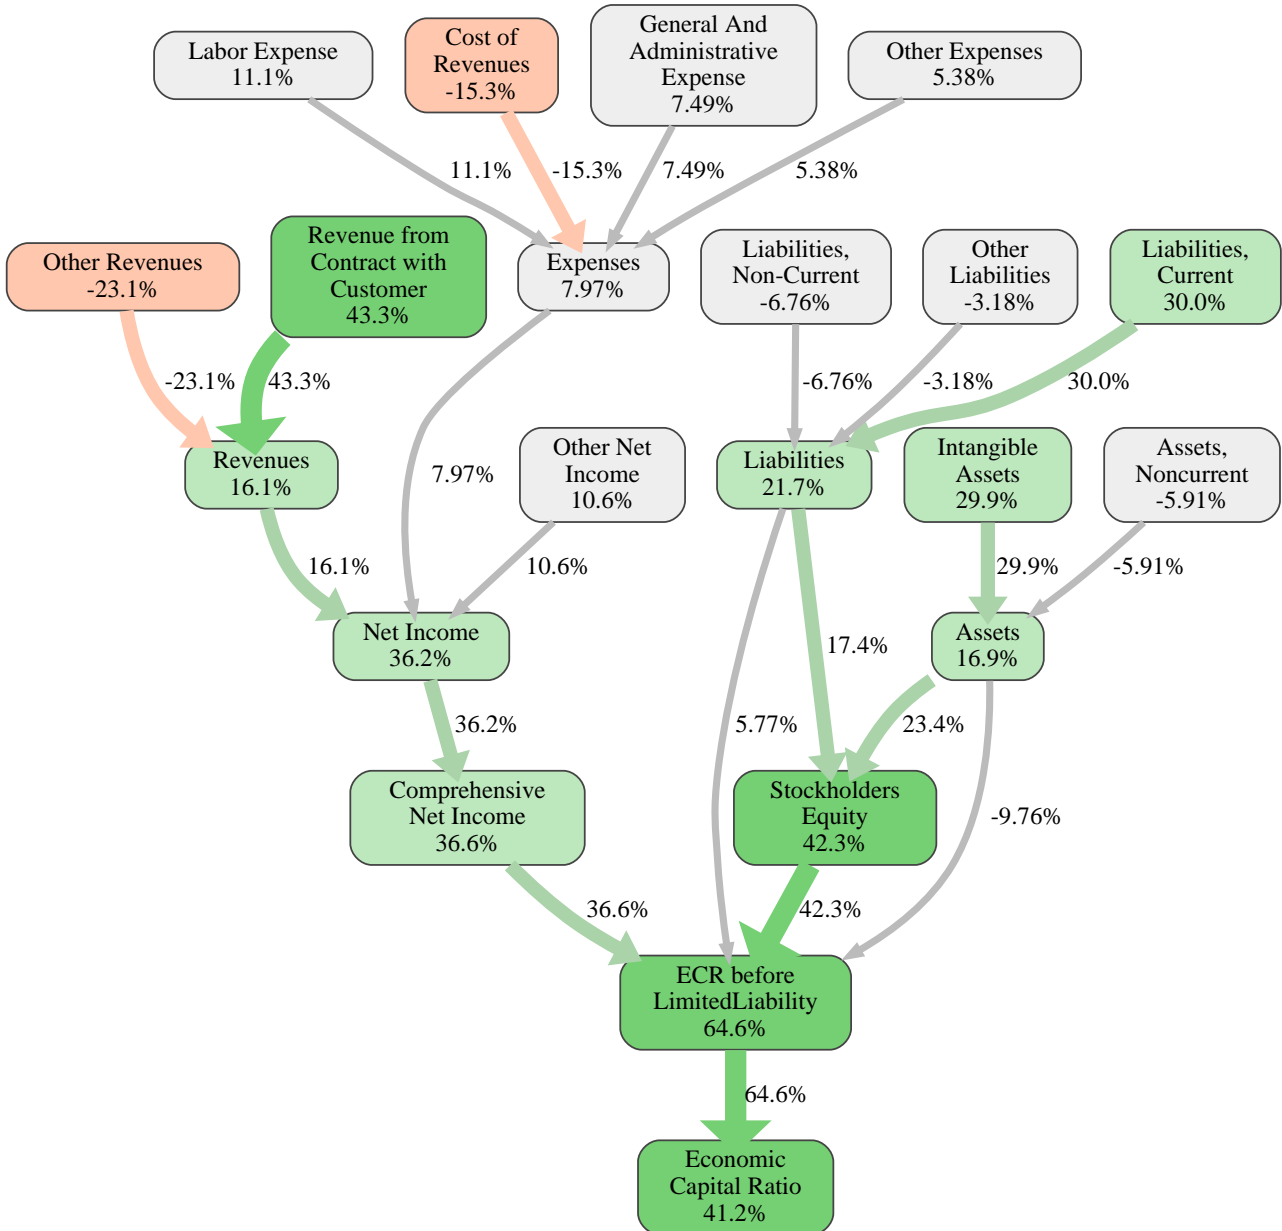 Labor Expense
11.1%
Cost of
Revenues
-15.3%
General And
Administrative
Expense
7.49%
Other Expenses
5.38%
11.1%
-15.3%
7.49%
5.38%
Other Revenues
-23.1%
Revenue from
Contract with
Customer
43.3%
Expenses
7.97%
Liabilities,
Non-Current
-6.76%
Other
Liabilities
-3.18%
Liabilities,
Current
30.0%
-23.1%
43.3%
-6.76%
-3.18%
30.0%
Revenues
16.1%
7.97%
Other Net
Income
10.6%
Liabilities
21.7%
Intangible
Assets
29.9%
Assets,
Noncurrent
-5.91%
16.1%
10.6%
29.9%
-5.91%
Net Income
36.2%
17.4%
Assets
16.9%
36.2%
5.77%
23.4%
Comprehensive
Net Income
36.6%
Stockholders
Equity
42.3%
-9.76%
36.6%
42.3%
ECR before
LimitedLiability
64.6%
64.6%
Economic
Capital Ratio
41.2%